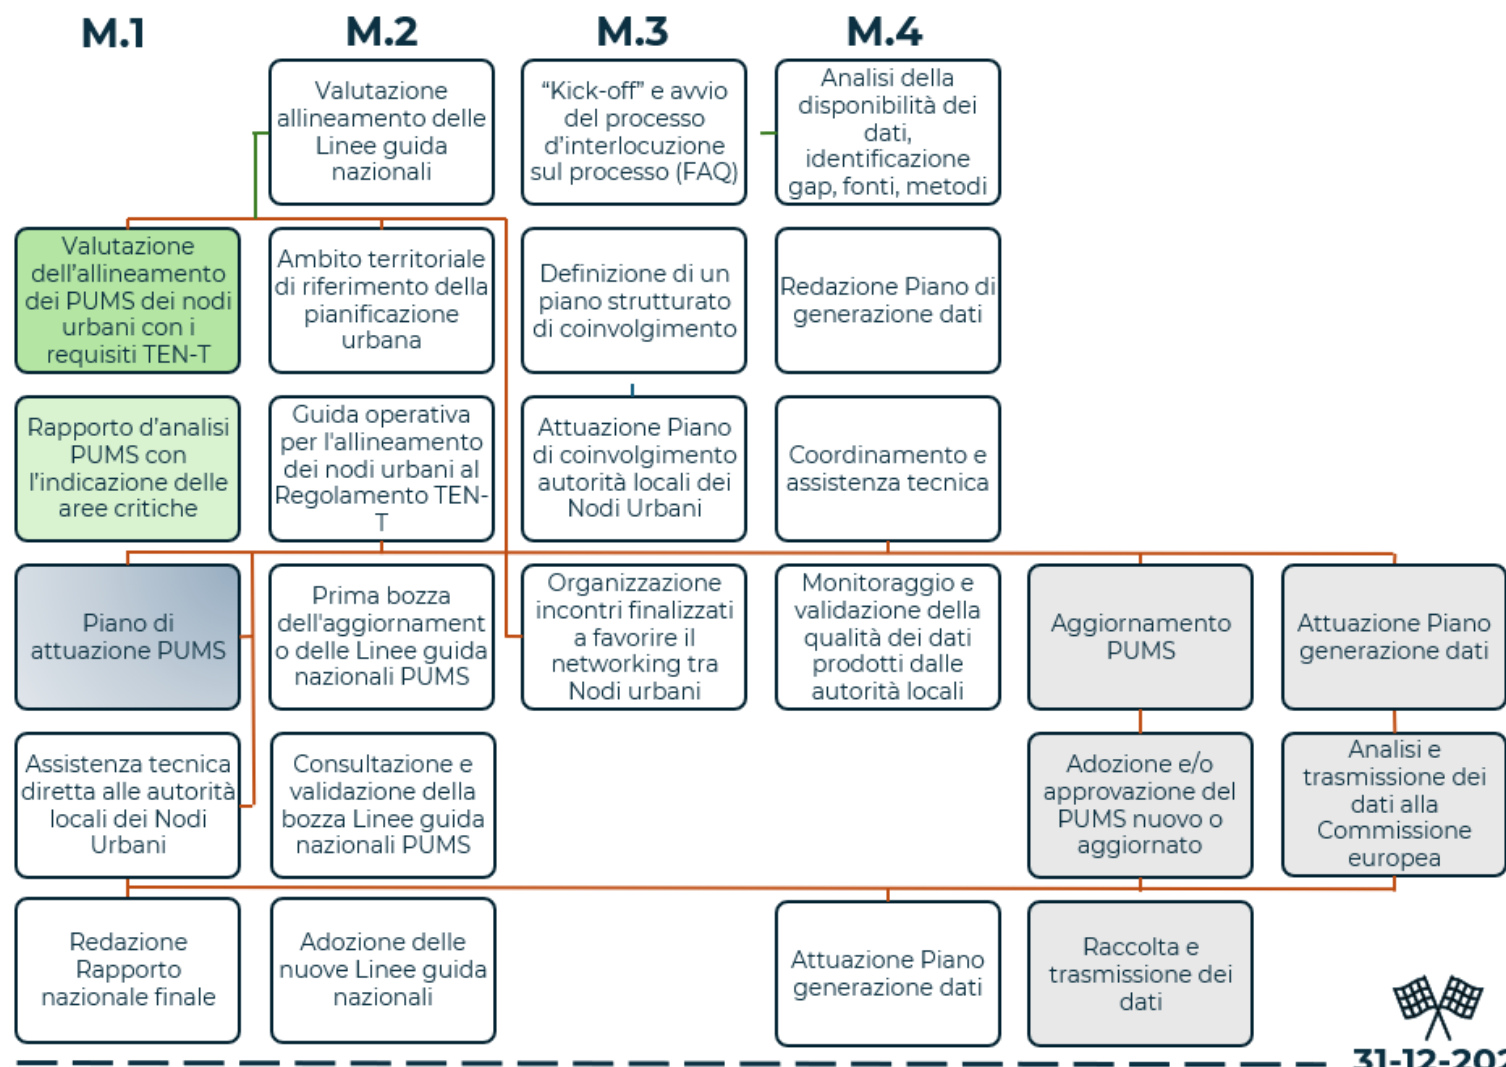 M.1
M.2
M.3
M.4
Valutazione
allineamento delle
Linee guida
nazionali
“Kick-off” e avvio
del processo
d’interlocuzione
sul processo (FAQ)
Analisi della
disponibilità dei
dati,
identificazione
gap, fonti, metodi
Valutazione
dell’allineamento
dei PUMS dei nodi
urbani con i
requisiti TEN-T
Ambito territoriale
di riferimento della
pianificazione
urbana
Definizione di un
piano strutturato
di coinvolgimento
Redazione Piano di
generazione dati
Rapporto d’analisi
PUMS con
l’indicazione delle
aree critiche
Guida operativa
per l'allineamento
dei nodi urbani al
Regolamento TEN-
T
Attuazione Piano
di coinvolgimento
autorità locali dei
Nodi Urbani
Coordinamento e
assistenza tecnica
Piano di
attuazione PUMS
Prima bozza
dell'aggiornament
o delle Linee guida
nazionali PUMS
Organizzazione
incontri finalizzati
a favorire il
networking tra
Nodi urbani
Monitoraggio e
validazione della
qualità dei dati
prodotti dalle
autorità locali
Aggiornamento
PUMS
Attuazione Piano
generazione dati
Assistenza tecnica
diretta alle autorità
locali dei Nodi
Urbani
Consultazione e
validazione della
bozza Linee guida
nazionali PUMS
Adozione e/o
approvazione del
PUMS nuovo o
aggiornato
Analisi e
trasmissione dei
dati alla
Commissione
europea
Redazione
Rapporto
nazionale finale
Adozione delle
nuove Linee guida
nazionali
Attuazione Piano
generazione dati
Raccolta e
trasmissione dei
dati
31-12-202